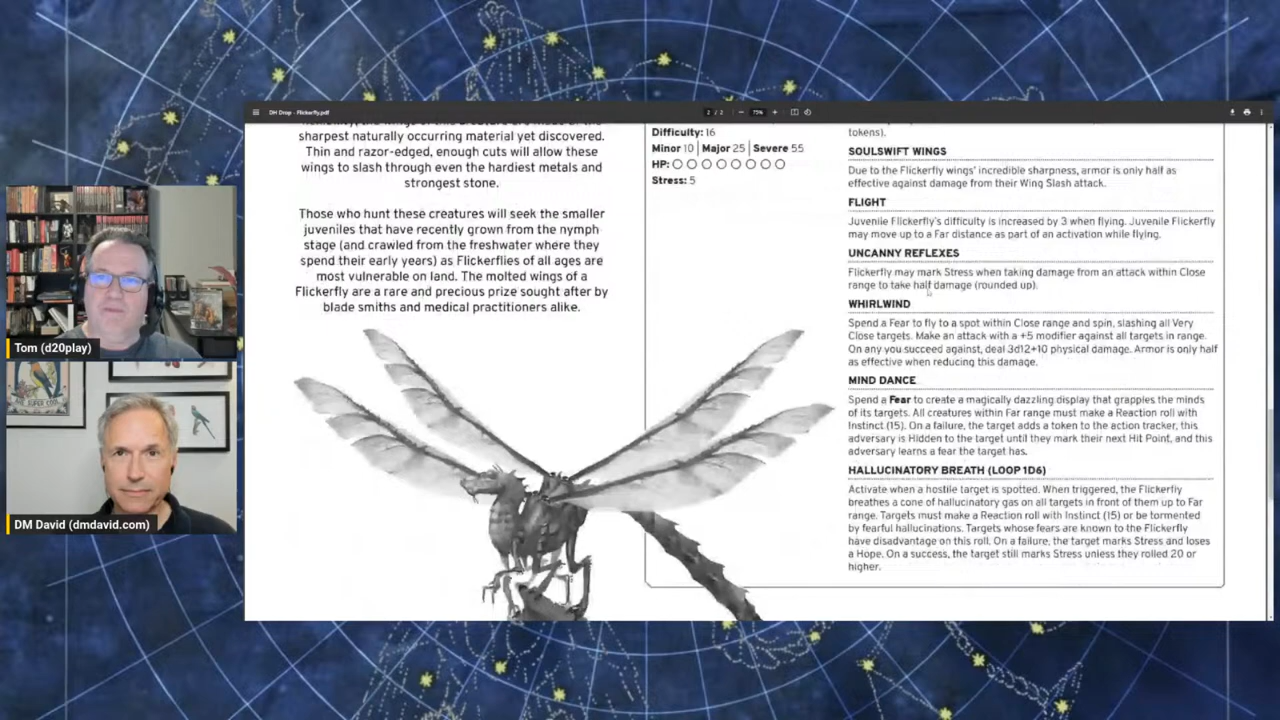 DH Drop - Flickerfly.pdf
2 / 2
75%
sharpest naturally occurring material yet discovered.
Thin and razor-edged, enough cuts will allow these
wings to slash through even the hardiest metals and
strongest stone.
Those who hunt these creatures will seek the smaller
juveniles that have recently grown from the nymph
stage (and crawled from the freshwater where they
spend their early years) as Flickerflies of all ages are
most vulnerable on land. The molted wings of a
Flickerfly are a rare and precious prize sought after by
blade smiths and medical practitioners alike.
Difficulty: 16
Minor 10 | Major 25 | Severe 55
HP:
Stress: 5
tokens).
SOULSWIFT WINGS
Due to the Flickerfly wings' incredible sharpness, armor is only half as
effective against damage from their Wing Slash attack.
FLIGHT
Juvenile Flickerfly's difficulty is increased by 3 when flying. Juvenile Flickerfly
may move up to a Far distance as part of an activation while flying.
UNCANNY REFLEXES
Flickerfly may mark Stress when taking damage from an attack within Close
range to take half damage (rounded up).
WHIRLWIND
Spend a Fear to fly to a spot within Close range and spin, slashing all Very
Close targets. Make an attack with a +5 modifier against all targets in range.
On any you succeed against, deal 3d12+10 physical damage. Armor is only half
as effective when reducing this damage.
MIND DANCE
Spend a Fear to create a magically dazzling display that grapples the minds
of its targets. All creatures within Far range must make a Reaction roll with
Instinct (15). On a failure, the target adds a token to the action tracker, this
adversary is Hidden to the target until they mark their next Hit Point, and this
adversary learns a fear the target has.
HALLUCINATORY BREATH (LOOP 1D6)
Activate when a hostile target is spotted. When triggered, the Flickerfly
breathes a cone of hallucinatory gas on all targets in front of them up to Far
range. Targets must make a Reaction roll with Instinct (15) or be tormented
by fearful hallucinations. Targets whose fears are known to the Flickerfly
have disadvantage on this roll. On a failure, the target marks Stress and loses
a Hope. On a success, the target still marks Stress unless they rolled 20 or
higher.
Tom (d20play)
DM David (dmdavid.com)